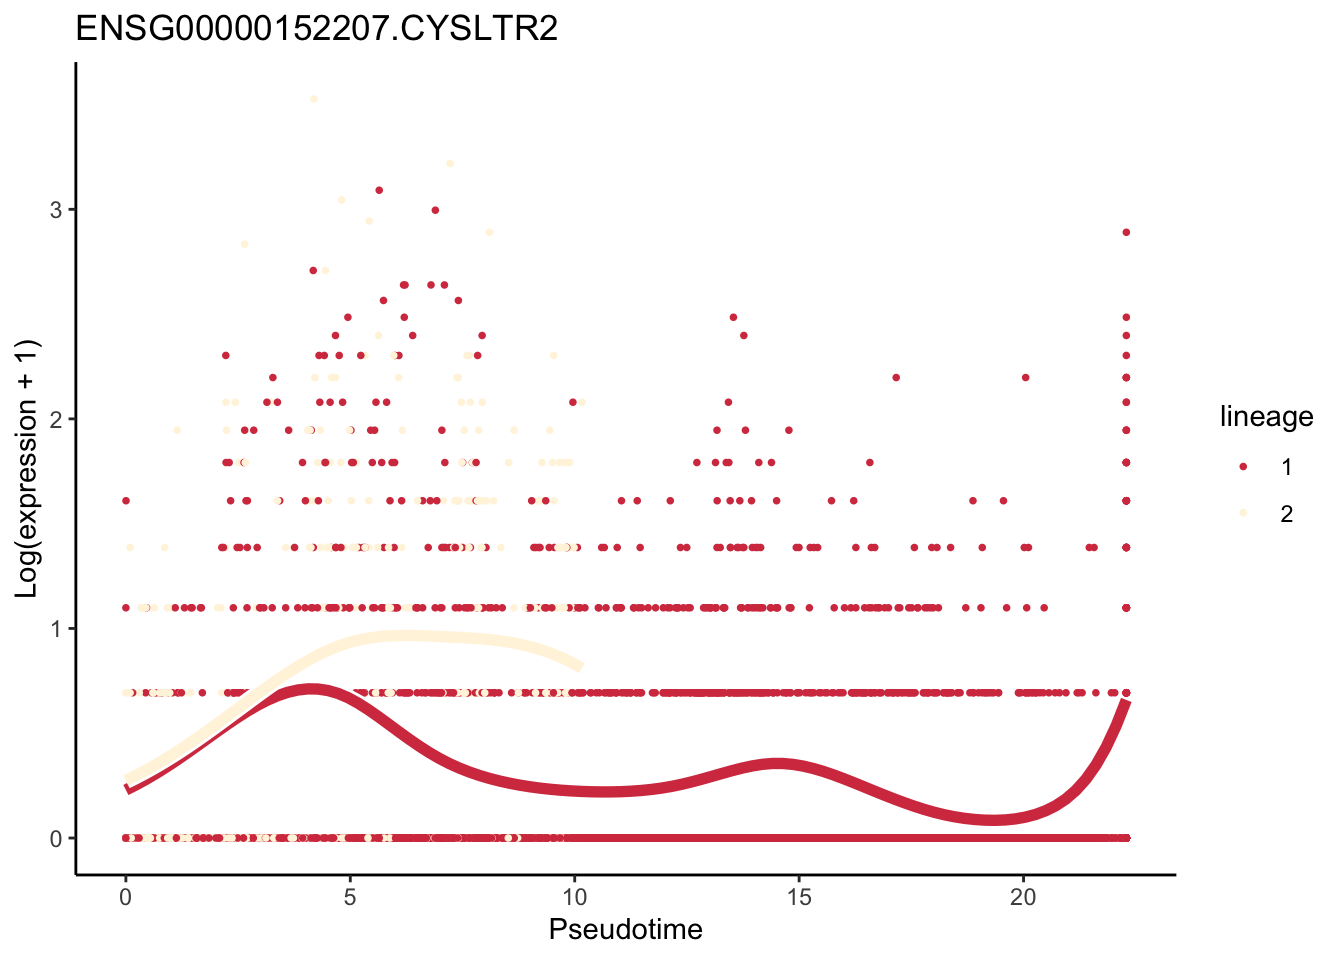 ENSG00000152207.CYSLTR2
Log(expression + 1)
3
2
1
0
0 5 10 15 20
Pseudotime
lineage
1
2